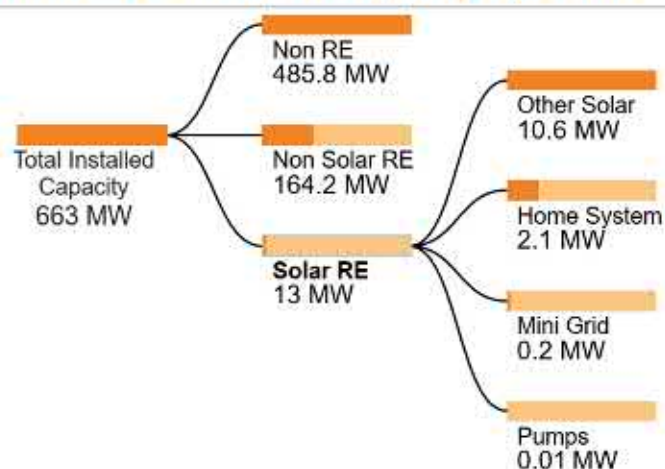 Total Installed
Capacity
663 MW
Non RE
485.8 MW
Non Solar RE
164.2 MW
Solar RE
13 MW
Other Solar
10.6 MW
Home System
2.1 MW
Mini Grid
0.2 MW
Pumps
0.01 MW